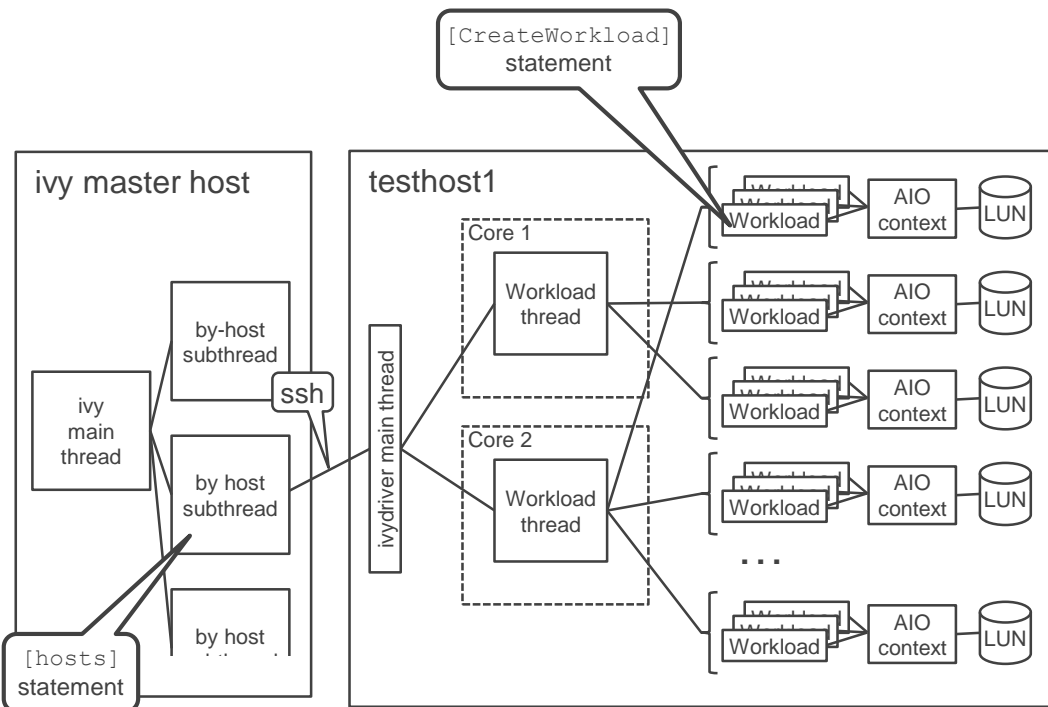 [CreateWorkload]
statement
ivy master host
testhost1
by-host
subthread
ivy
main
thread
by host
subthread
by host
[hosts]
statement
ssh
ivydriver main thread
Core 1
Workload
thread
Core 2
Workload
thread
Workload
AIO
context
LUN
Workload
AIO
context
LUN
Workload
AIO
context
LUN
Workload
AIO
context
LUN
...
Workload
AIO
context
LUN